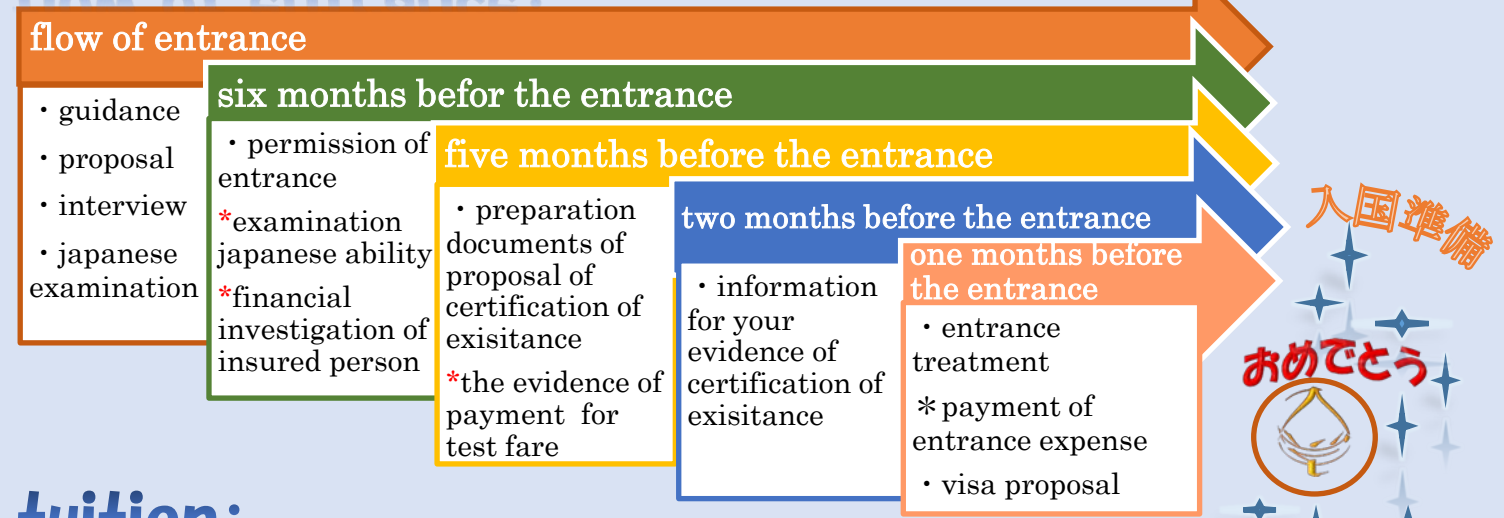 flow of entrance
・guidance
・proposal
・interview
・japanese
examination
six months befor the entrance
・permission of
entrance
*examination
japanese ability
*financial
investigation of
insured person
five months before the entrance
・preparation
documents of
proposal of
certification of
exisitance
*the evidence of
payment for
test fare
two months before the entrance
・information
for your
evidence of
certification of
exisitance
one months before
the entrance
・entrance
treatment
＊payment of
entrance expense
・visa proposal
入国準備
おめでとう
tuition: